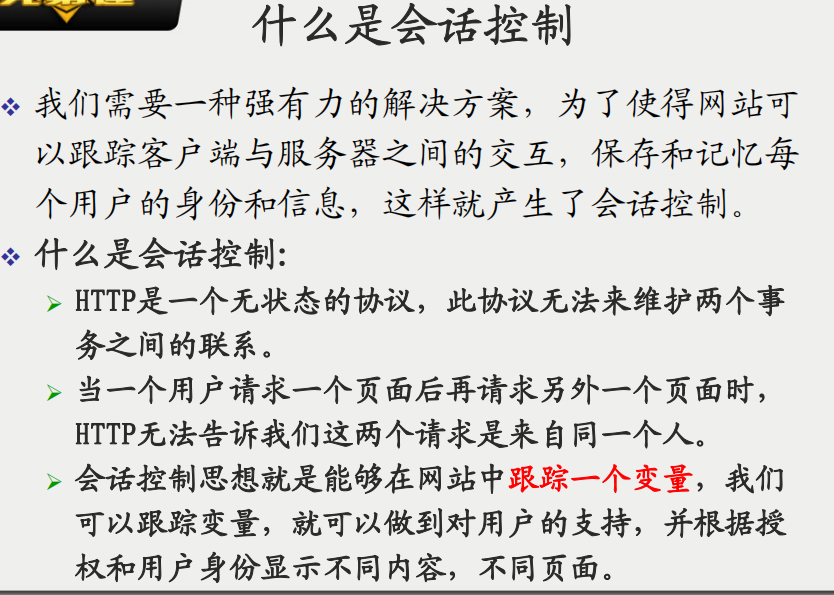 什么是会话控制
我们需要一种强有力的解决方案，为了使得网站可
以跟踪客户端与服务器之间的交互，保存和记忆每
个用户的身份和信息，这样就产生了会话控制。
什么是会话控制：
HTTP是一个无状态的协议，此协议无法来维护两个事
务之间的联系。
当一个用户请求一个页面后再请求另外一个页面时，
HTTP无法告诉我们这两个请求是来自同一个人。
会话控制思想就是能够在网站中跟踪一个变量，我们
可以跟踪变量，就可以做到对用户的支持，并根据授
权和用户身份显示不同内容，不同页面。